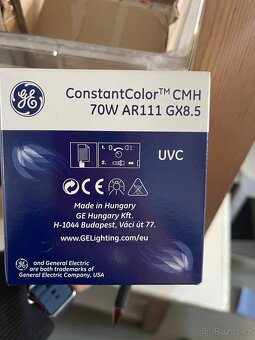 ConstantColor™ CMH
70W AR111 GX8.5
UVC
Made in Hungary
GE Hungary Kft.
H-1044 Budapest, Váci út 77.
www.GELighting.com/eu
and General Electric
are both trademarks of
General Electric Company, USA